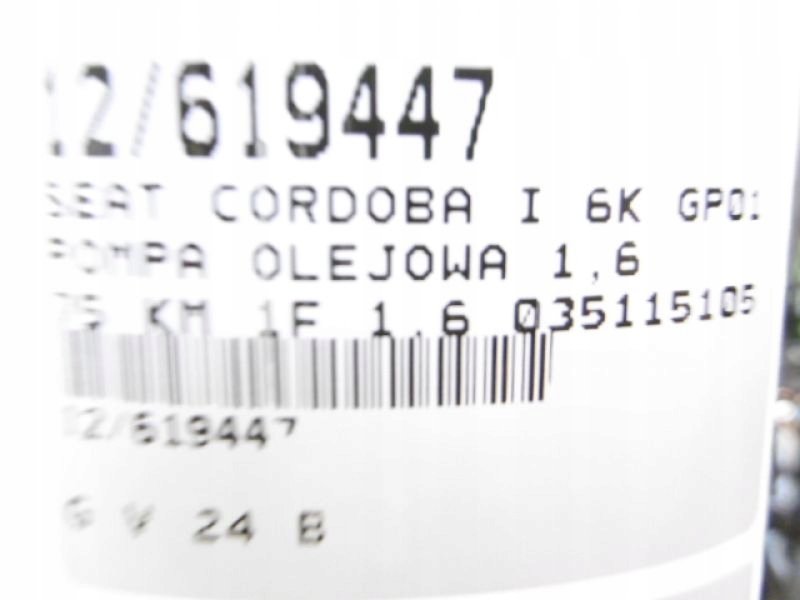 12/619447
SEAT CORDOBA I 6K GP01
POMPA OLEJOWA 1,6
75 KM 1F 1.6 035115105
12/619447
G V 24 B